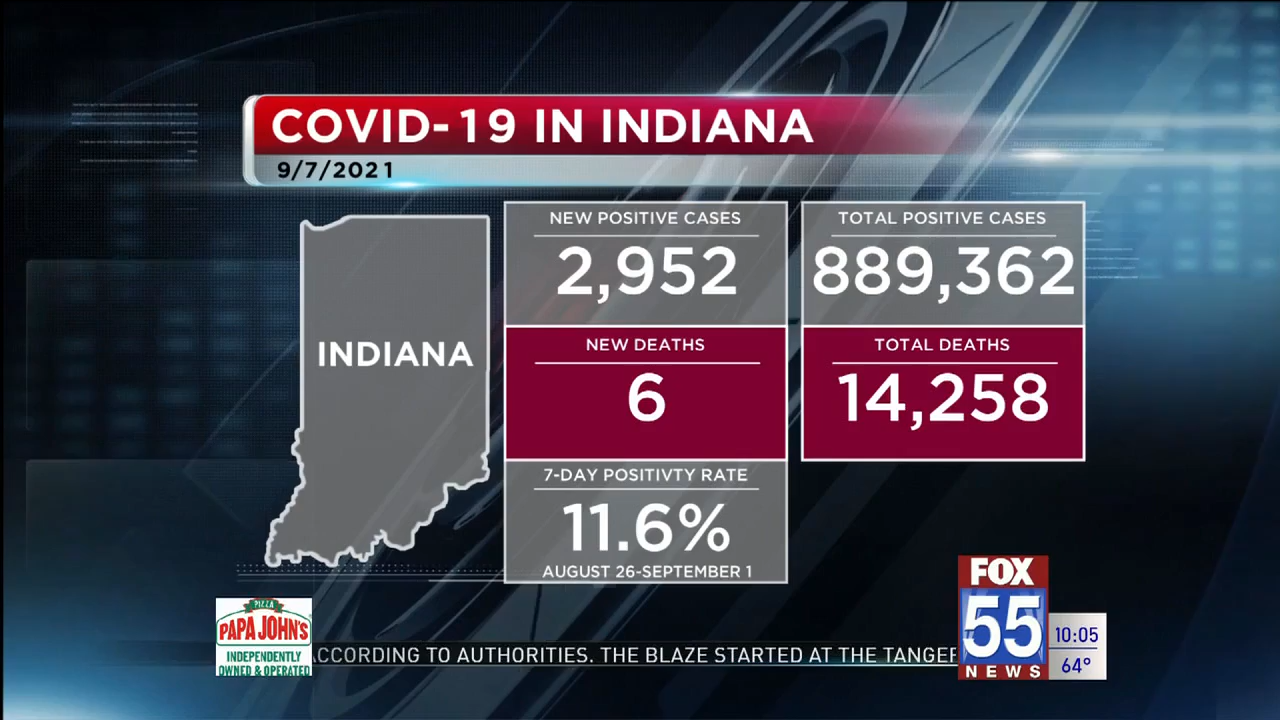 COVID-19 IN INDIANA
9/7/2021
INDIANA
NEW POSITIVE CASES
2,952
NEW DEATHS
6
7-DAY POSITIVTY RATE
11.6%
AUGUST 26-SEPTEMBER 1
TOTAL POSITIVE CASES
889,362
TOTAL DEATHS
14,258
PIZZA
PAPA JOHN'S
INDEPENDENTLY
OWNED & OPERATED
CCORDING TO AUTHORITIES. THE BLAZE STARTED AT THE TANGER
FOX
55
NEWS
10:05
64°